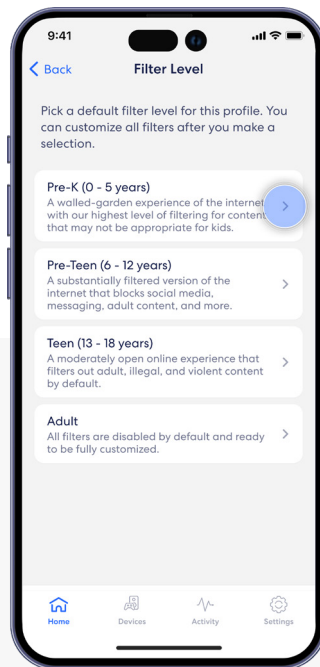 9:41
Back
Filter Level
Pick a default filter level for this profile. You
can customize all filters after you make a
selection.
Pre-K (0 - 5 years)
A walled-garden experience of the internet
with our highest level of filtering for content
that may not be appropriate for kids.
Pre-Teen (6 - 12 years)
A substantially filtered version of the
internet that blocks social media,
messaging, adult content, and more.
Teen (13 - 18 years)
A moderately open online experience that
filters out adult, illegal, and violent content
by default.
Adult
All filters are disabled by default and ready
to be fully customized.
Home Devices Activity Settings